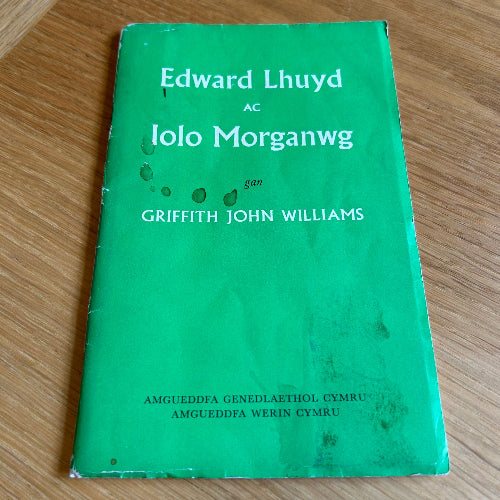 Edward Lhuyd
AC
Iolo Morganwg
gan
GRIFFITH JOHN WILLIAMS
AMGUEDDFA GENEDLAETHOL CYMRU
AMGUEDDFA WERIN CYMRU